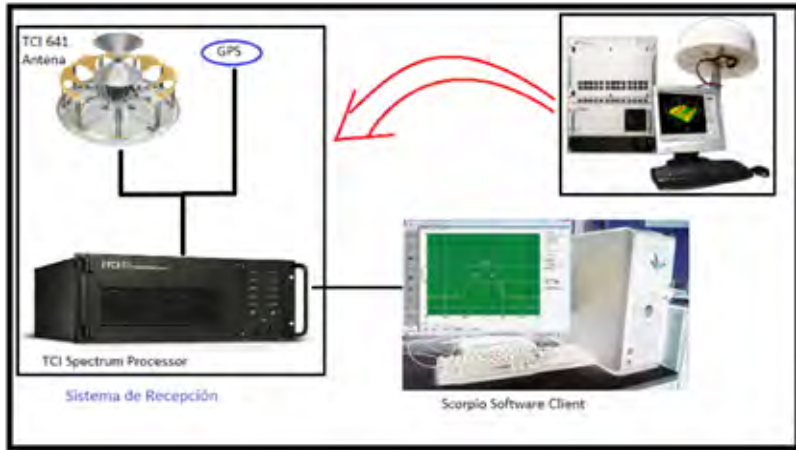 TCI 641
Antena
GPS
TCI Spectrum Processor
Sistema de Recepción
Scorpio Software Client